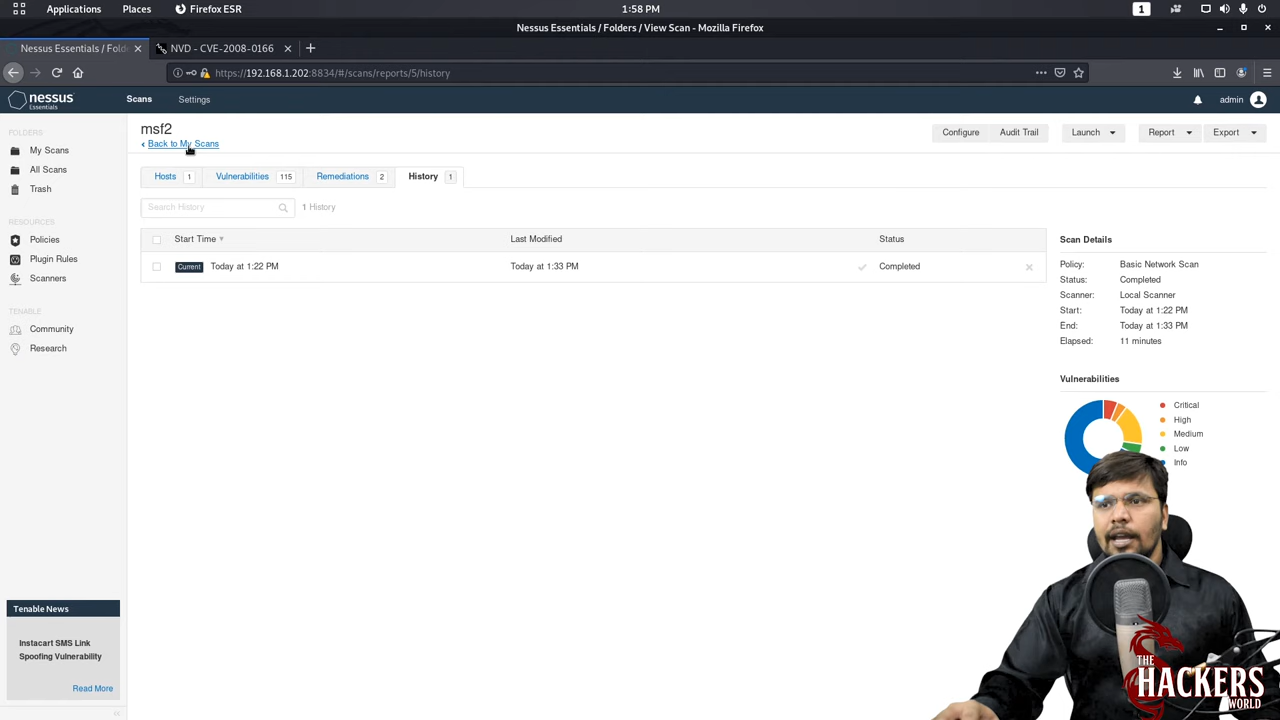 Applications Places Firefox ESR 1:58 PM 1
Nessus Essentials / Folders / View Scan - Mozilla Firefox
Nessus Essentials / Fold NVD - CVE-2008-0166
https://192.168.1.202:8834/#/scans/reports/5/history
nessus Essentials Scans Settings admin
FOLDERS
My Scans
All Scans
Trash
RESOURCES
Policies
Plugin Rules
Scanners
TENABLE
Community
Research
Tenable News
Instacart SMS Link
Spoofing Vulnerability
Read More
msf2
Back to My Scans
Configure Audit Trail Launch Report Export
Hosts 1 Vulnerabilities 115 Remediations 2 History 1
Search History 1 History
Start Time Last Modified Status
Current Today at 1:22 PM Today at 1:33 PM Completed
Scan Details
Policy: Basic Network Scan
Status: Completed
Scanner: Local Scanner
Start: Today at 1:22 PM
End: Today at 1:33 PM
Elapsed: 11 minutes
Vulnerabilities
Critical
High
Medium
Low
Info
THE
HACKERS
WORLD